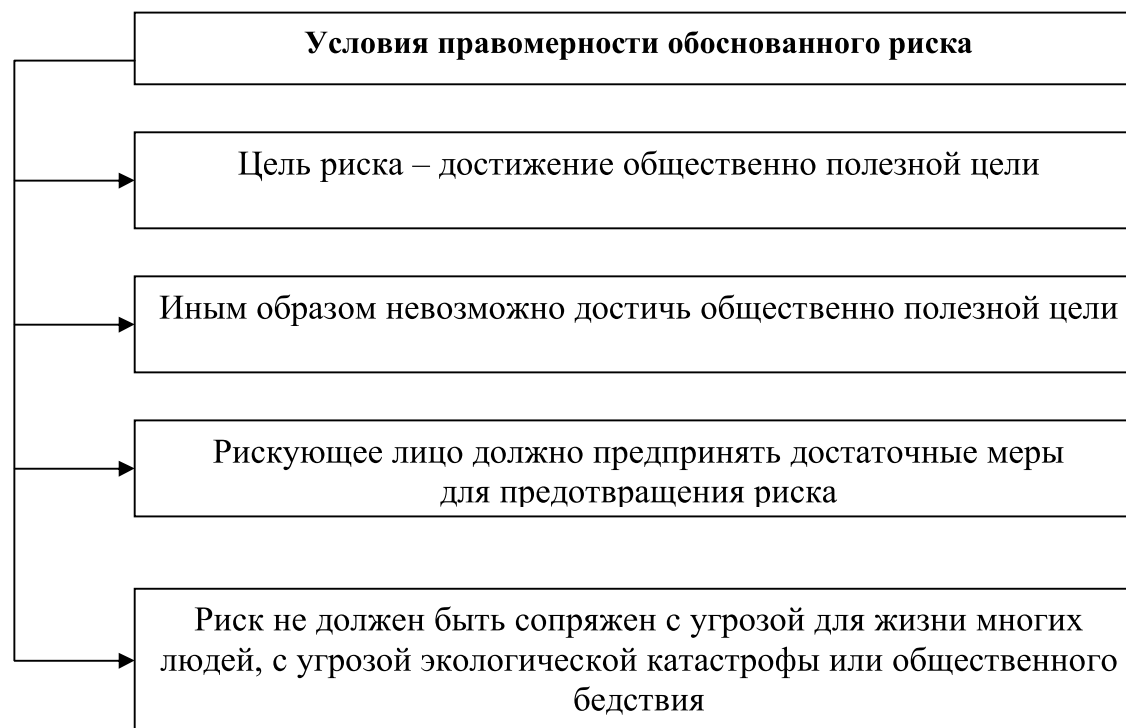 Условия правомерности обоснованного риска
Цель риска – достижение общественно полезной цели
Иным образом невозможно достичь общественно полезной цели
Рискующее лицо должно предпринять достаточные меры
для предотвращения риска
Риск не должен быть сопряжен с угрозой для жизни многих
людей, с угрозой экологической катастрофы или общественного
бедствия